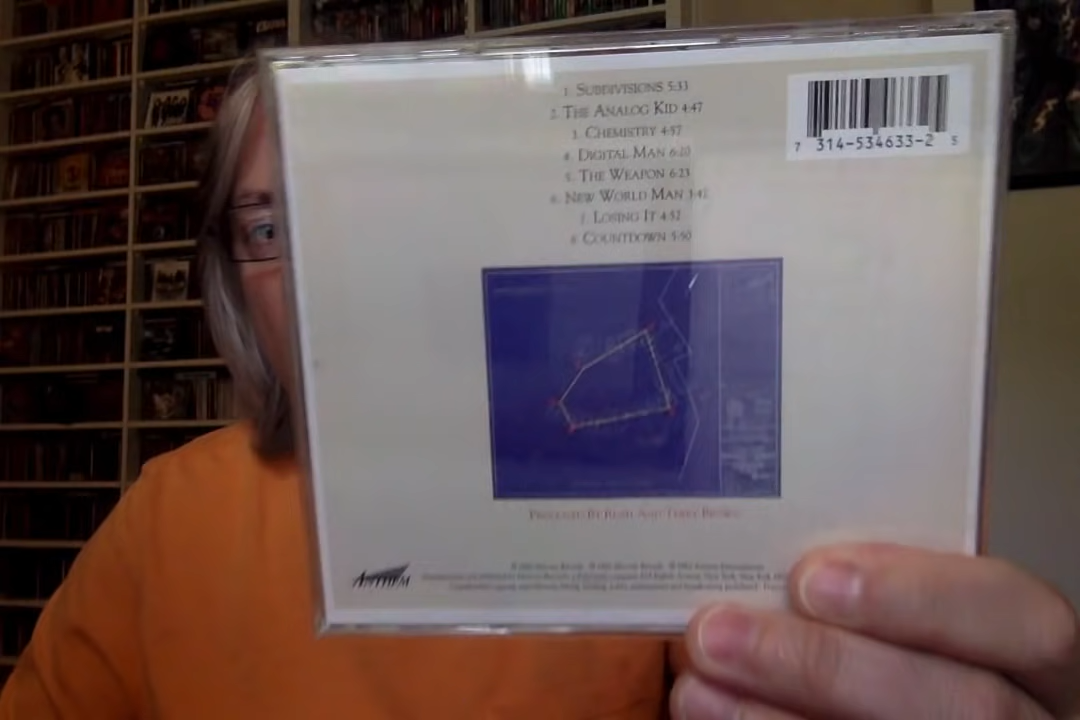 1. SUBDIVISIONS 5:33
2. THE ANALOG KID 4:47
3. CHEMISTRY 4:57
4. DIGITAL MAN 6:20
5. THE WEAPON 6:23
6. NEW WORLD MAN 3:41
7. LOSING IT 4:52
8. COUNTDOWN 5:50
7 314-534633-2 5
PRODUCED BY RUSH AND TERRY BROWN
ANTHEM